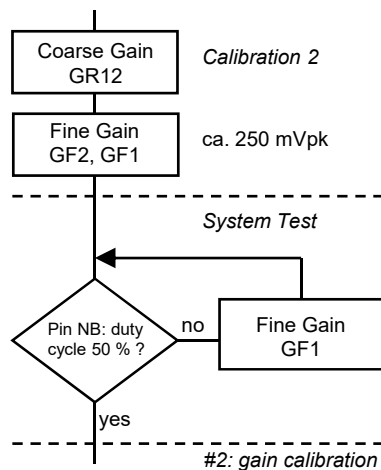 Coarse Gain
GR12
Calibration 2
Fine Gain
GF2, GF1
ca. 250 mVpk
System Test
Pin NB: duty
cycle 50 % ?
no
Fine Gain
GF1
yes
#2: gain calibration